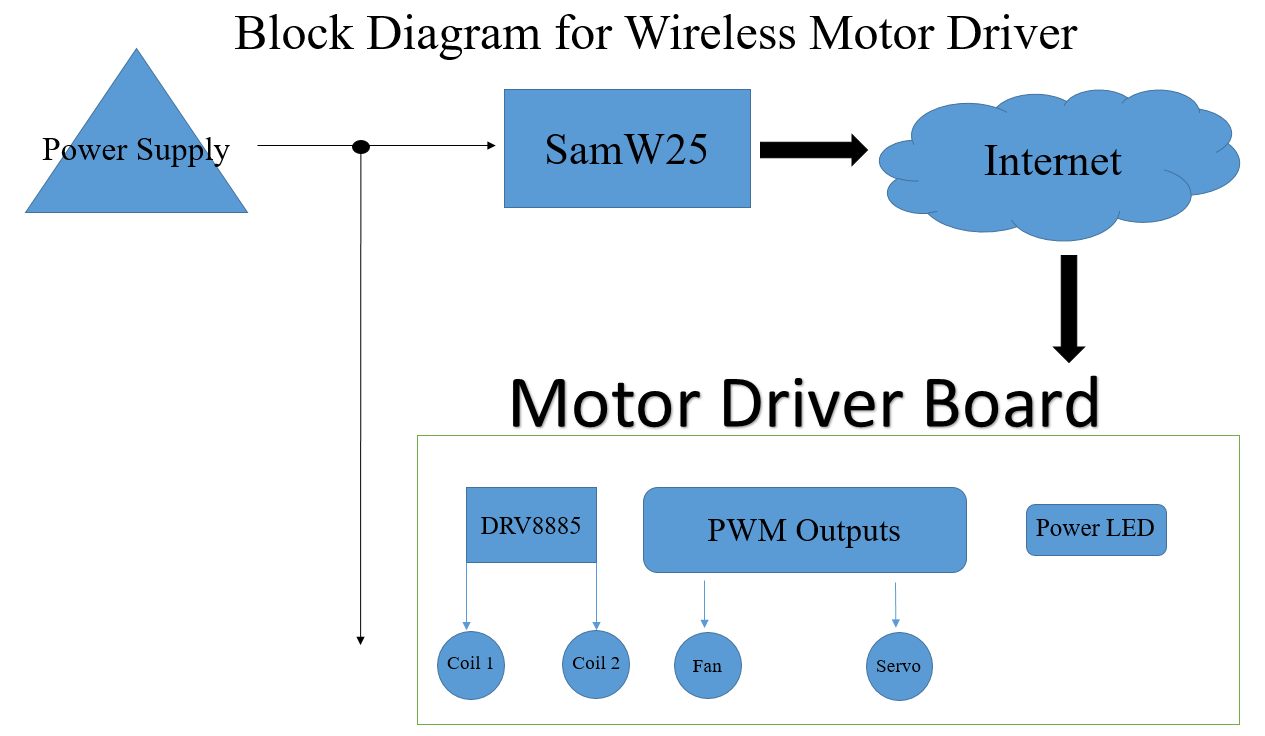 Block Diagram for Wireless Motor Driver
Power Supply
SamW25
Internet
Motor Driver Board
DRV8885
PWM Outputs
Power LED
Coil 1
Coil 2
Fan
Servo